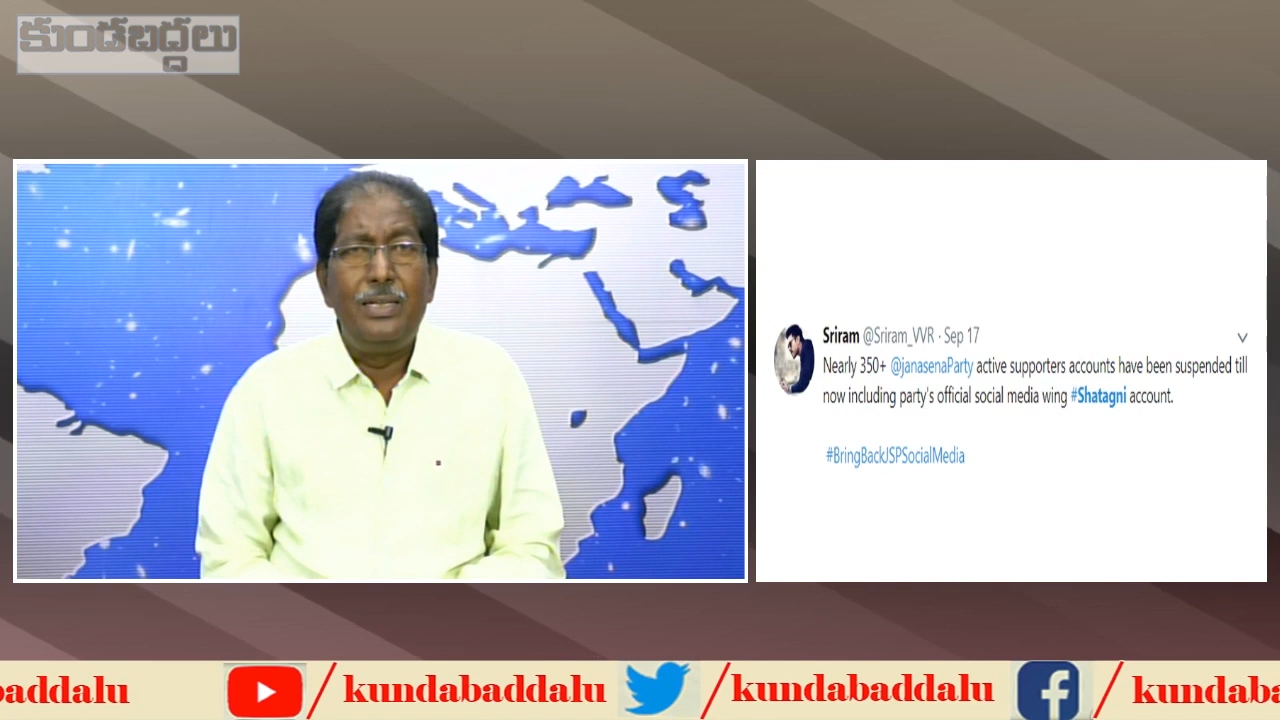 కుండబద్దలు
Sriram @Sriram_VVR · Sep 17
Nearly 350+ @janasenaParty active supporters accounts have been suspended till
now including party's official social media wing #Shatagni account.
#BringBackJSPSocialMedia
baddalu / kundabaddalu / kundabaddalu / kundaba